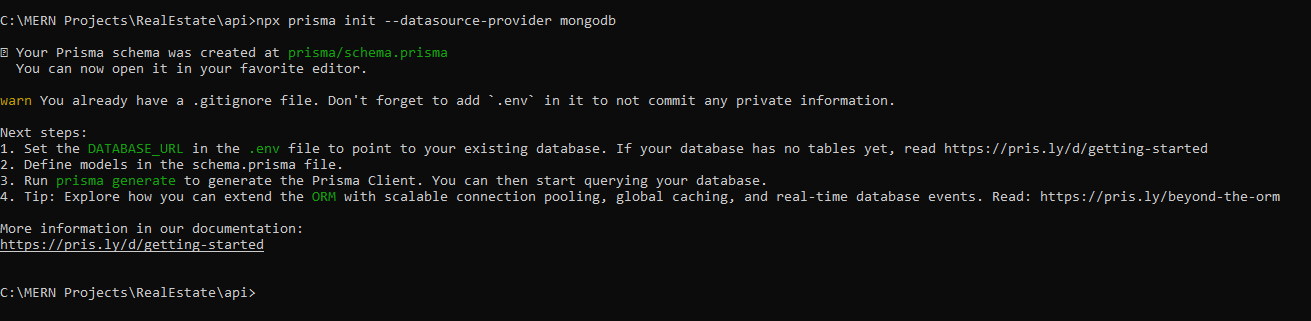 C:\MERN Projects\RealEstate\api>npx prisma init --datasource-provider mongodb
Your Prisma schema was created at prisma/schema.prisma
You can now open it in your favorite editor.
warn You already have a .gitignore file. Don't forget to add `.env` in it to not commit any private information.
Next steps:
1. Set the DATABASE_URL in the .env file to point to your existing database. If your database has no tables yet, read https://pris.ly/d/getting-started
2. Define models in the schema.prisma file.
3. Run prisma generate to generate the Prisma Client. You can then start querying your database.
4. Tip: Explore how you can extend the ORM with scalable connection pooling, global caching, and real-time database events. Read: https://pris.ly/beyond-the-orm
More information in our documentation:
https://pris.ly/d/getting-started
C:\MERN Projects\RealEstate\api>